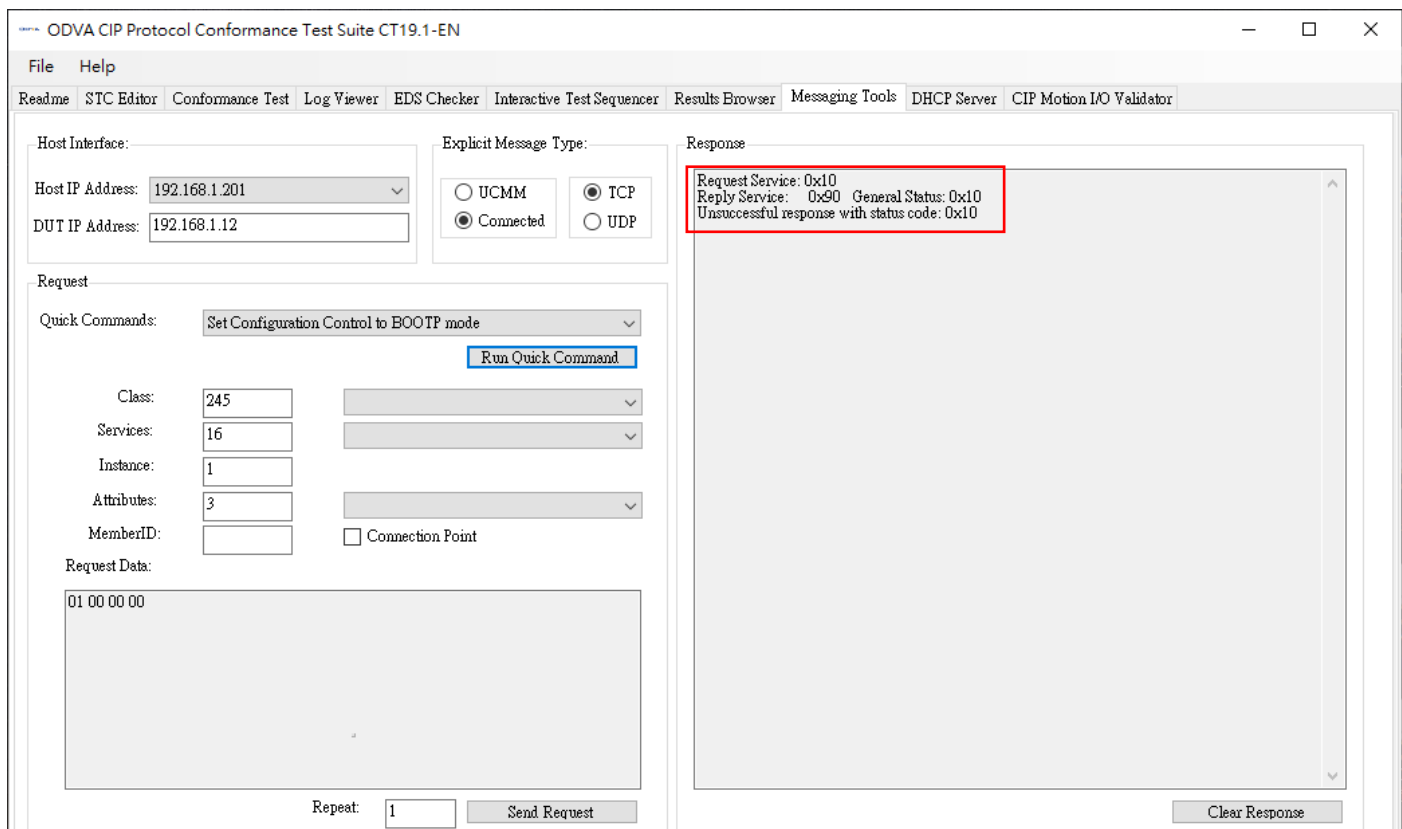 ODVA CIP Protocol Conformance Test Suite CT19.1-EN
File Help
Readme STC Editor Conformance Test Log Viewer EDS Checker Interactive Test Sequencer Results Browser Messaging Tools DHCP Server CIP Motion I/O Validator
Host Interface:
Host IP Address: 192.168.1.201
DUT IP Address: 192.168.1.12
Explicit Message Type:
UCMM TCP
Connected UDP
Request
Quick Commands: Set Configuration Control to BOOTP mode
Run Quick Command
Class: 245
Services: 16
Instance: 1
Attributes: 3
MemberID: Connection Point
Request Data:
01 00 00 00
Repeat: 1 Send Request
Response
Request Service: 0x10
Reply Service: 0x90 General Status: 0x10
Unsuccessful response with status code: 0x10
Clear Response